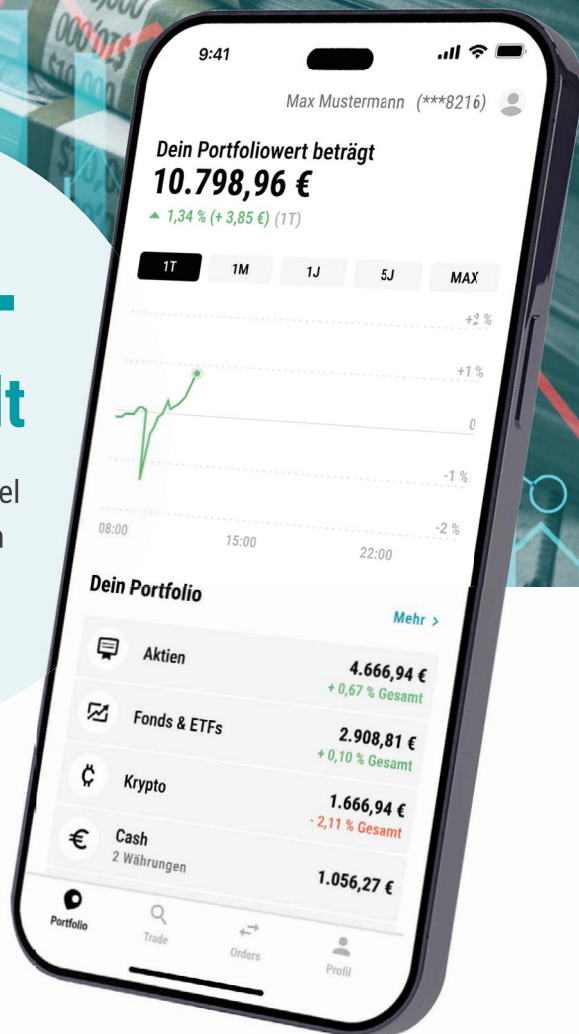 9:41
Max Mustermann (***8216)
Dein Portfoliowert beträgt
10.798,96 €
▲ 1,34 % (+ 3,85 €) (1T)
1T 1M 1J 5J MAX
+2 %
+1 %
0
-1 %
-2 %
08:00 15:00 22:00
Dein Portfolio
Mehr >
Aktien 4.666,94 €
+ 0,67 % Gesamt
Fonds & ETFs 2.908,81 €
+ 0,10 % Gesamt
Krypto 1.666,94 €
- 2,11 % Gesamt
Cash 1.056,27 €
2 Währungen
Portfolio Trade Orders Profil